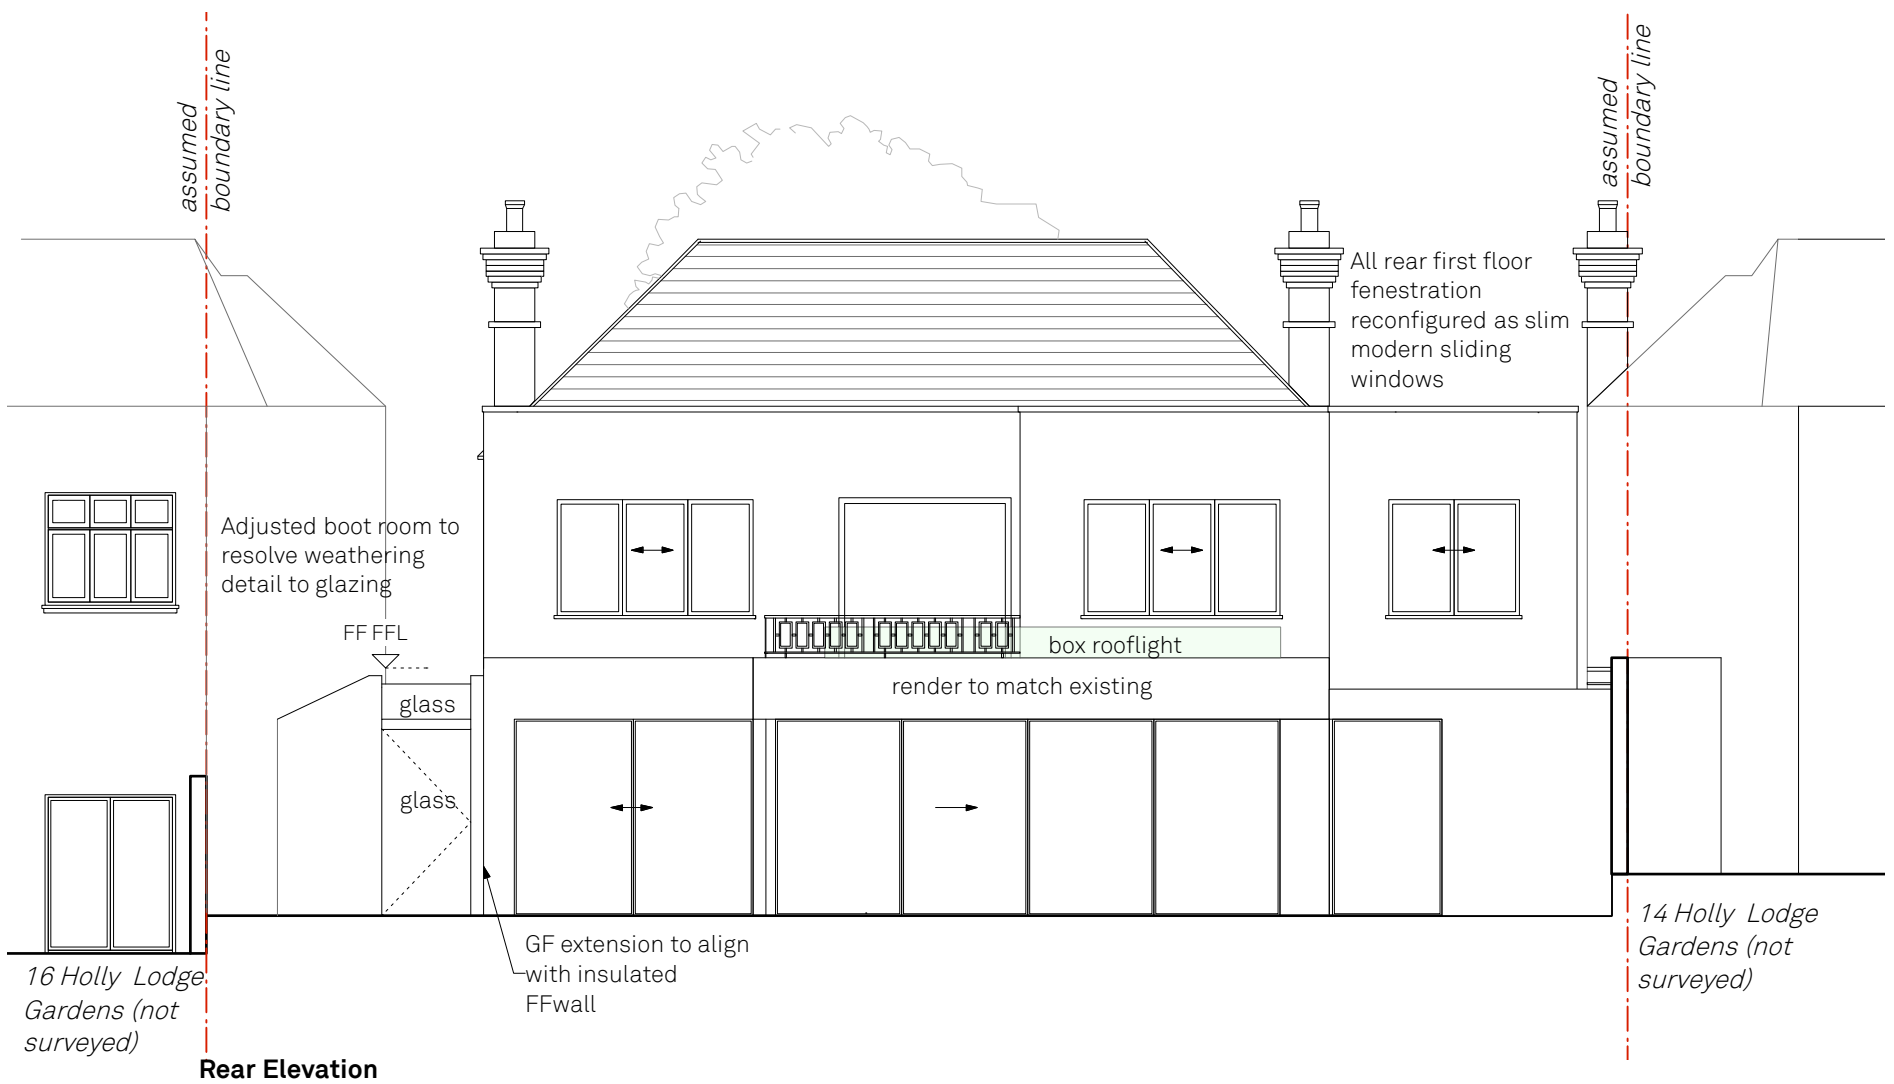 assumed
boundary line
assumed
boundary line
All rear first floor
fenestration
reconfigured as slim
modern sliding
windows
Adjusted boot room to
resolve weathering
detail to glazing
FF FFL
box rooflight
render to match existing
glass
glass
GF extension to align
with insulated
FFwall
16 Holly Lodge
Gardens (not
surveyed)
14 Holly Lodge
Gardens (not
surveyed)
Rear Elevation